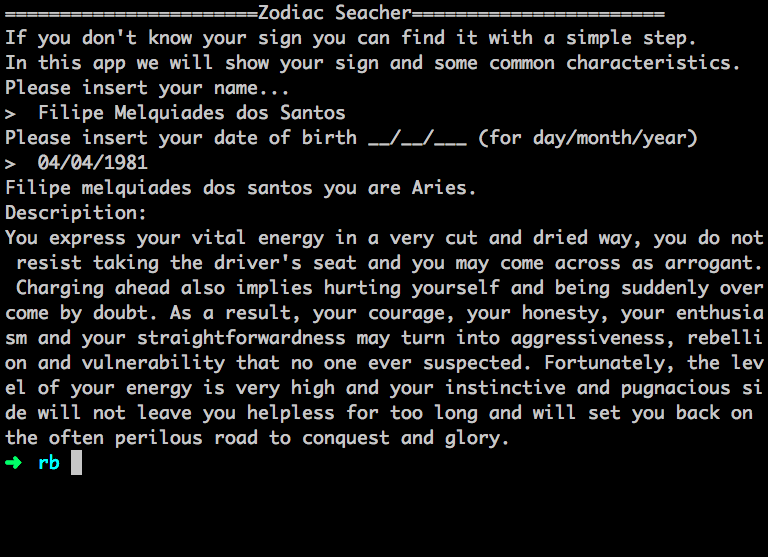 =======================Zodiac Seacher=======================
If you don't know your sign you can find it with a simple step.
In this app we will show your sign and some common characteristics.
Please insert your name...
>  Filipe Melquiades dos Santos
Please insert your date of birth __/__/___ (for day/month/year)
>  04/04/1981
Filipe melquiades dos santos you are Aries.
Descripition:
You express your vital energy in a very cut and dried way, you do not
 resist taking the driver's seat and you may come across as arrogant.
 Charging ahead also implies hurting yourself and being suddenly over
come by doubt. As a result, your courage, your honesty, your enthusia
sm and your straightforwardness may turn into aggressiveness, rebelli
on and vulnerability that no one ever suspected. Fortunately, the lev
el of your energy is very high and your instinctive and pugnacious si
de will not leave you helpless for too long and will set you back on
the often perilous road to conquest and glory.
➜  rb